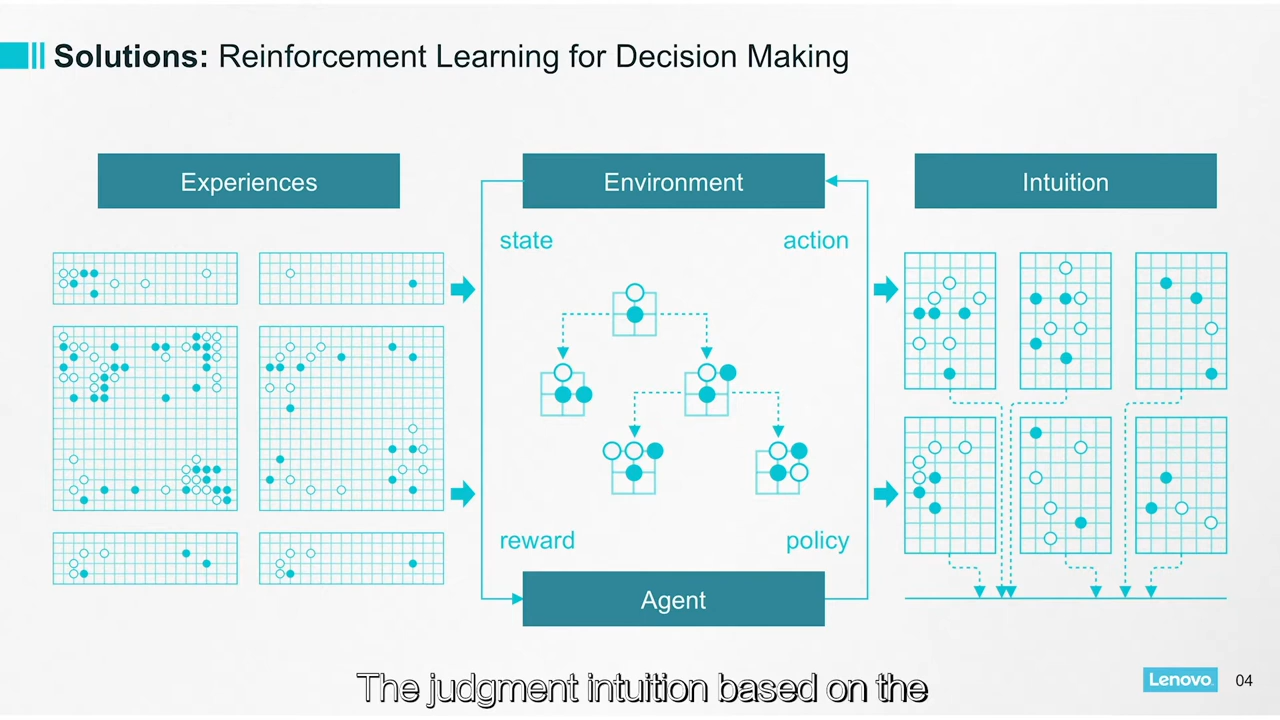 Solutions: Reinforcement Learning for Decision Making
Experiences
Environment
Intuition
state
action
reward
policy
Agent
The judgment intuition based on the
Lenovo
04